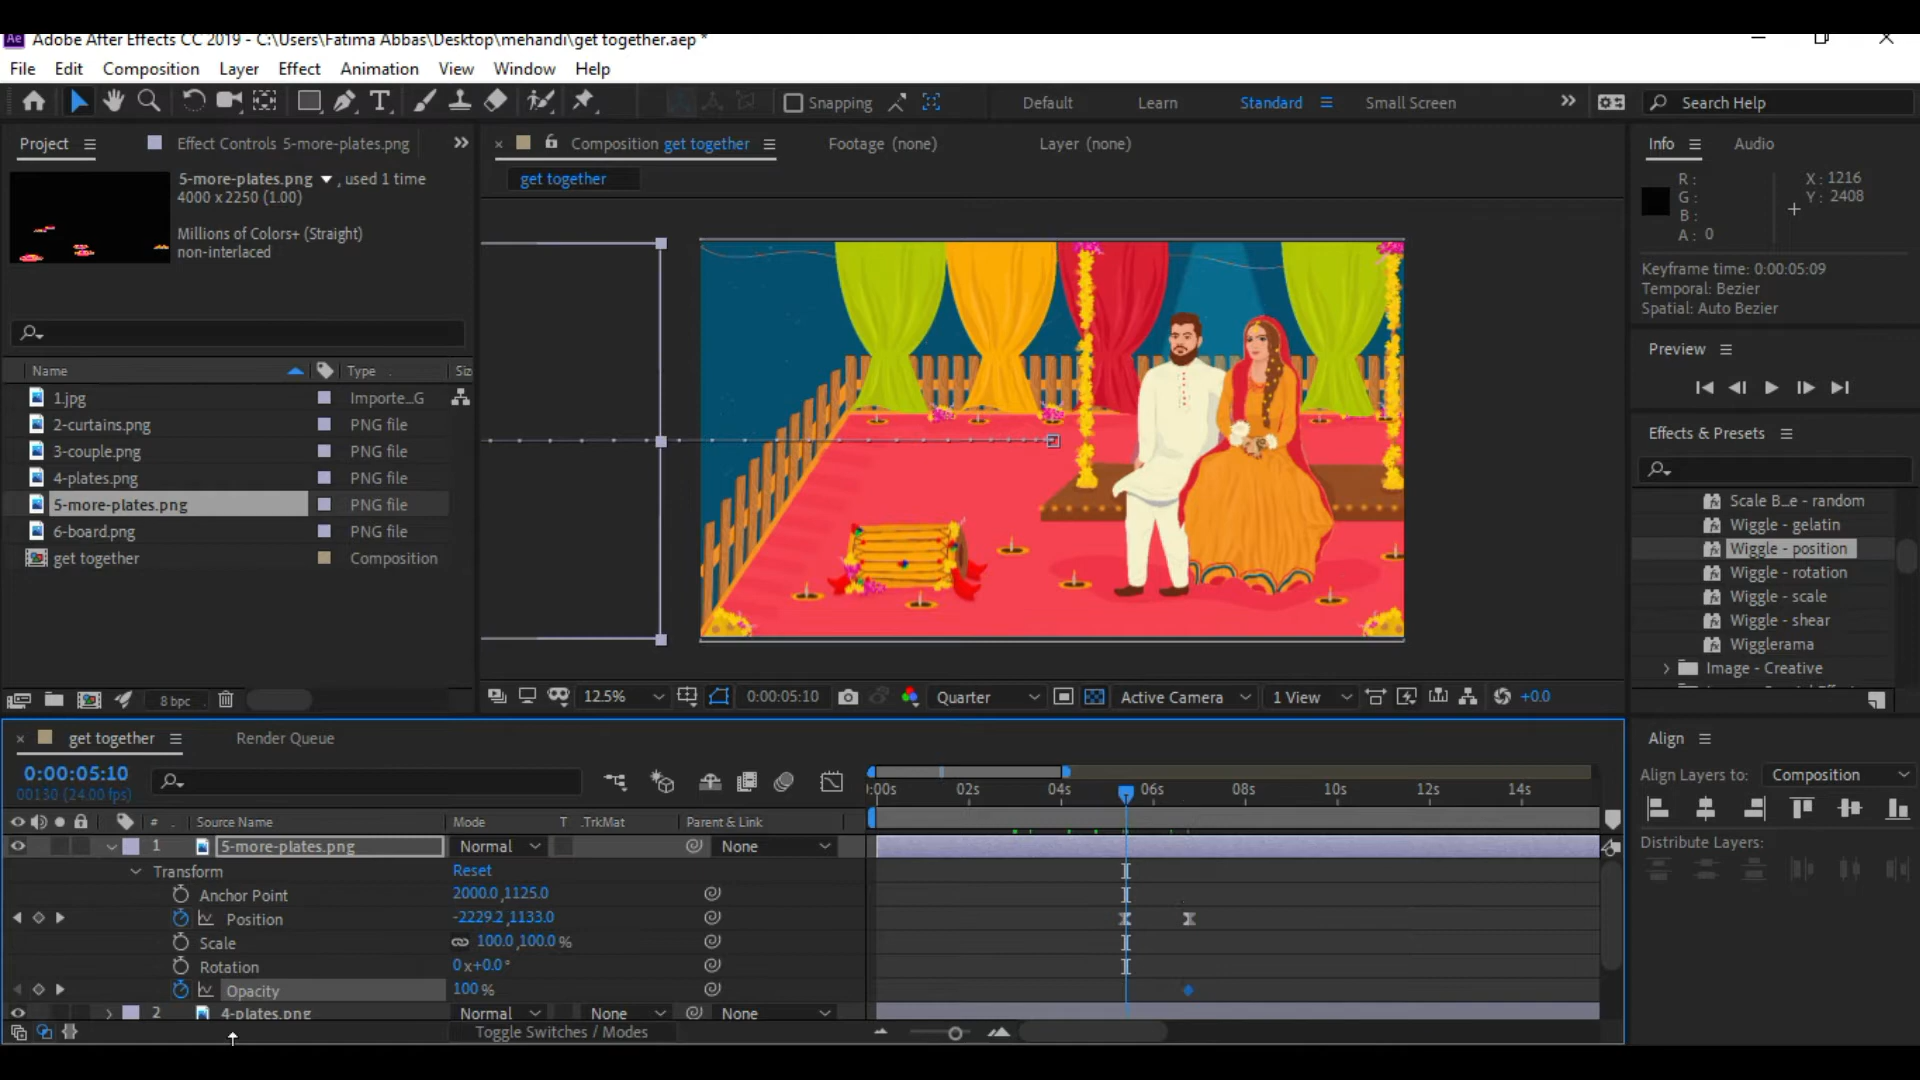 Ae Adobe After Effects CC 2019 - C:\Users\Fatima Abbas\Desktop\mehandi\get together.aep *
File Edit Composition Layer Effect Animation View Window Help
Snapping Default Learn Standard Small Screen Search Help
Project Effect Controls 5-more-plates.png
5-more-plates.png , used 1 time
4000 x 2250 (1.00)
Millions of Colors+ (Straight)
non-interlaced
Name Type Siz
1.jpg Importe_G
2-curtains.png PNG file
3-couple.png PNG file
4-plates.png PNG file
5-more-plates.png PNG file
6-board.png PNG file
get together Composition
8 bpc
Composition get together Footage (none) Layer (none)
get together
12.5% 0:00:05:10 Quarter Active Camera 1 View +0.0
Info Audio
R: X: 1216
G: Y: 2408
B:
A: 0
Keyframe time: 0:00:05:09
Temporal: Bezier
Spatial: Auto Bezier
Preview
Effects & Presets
Scale B...e - random
Wiggle - gelatin
Wiggle - position
Wiggle - rotation
Wiggle - scale
Wiggle - shear
Wigglerama
Image - Creative
Align
Align Layers to: Composition
Distribute Layers:
get together Render Queue
0:00:05:10
00130 (24.00 fps)
:00s 02s 04s 06s 08s 10s 12s 14s
# Source Name Mode T .TrkMat Parent & Link
1 5-more-plates.png Normal None
Transform Reset
Anchor Point 2000.0,1125.0
Position -2229.2,1133.0
Scale 100.0,100.0 %
Rotation 0x+0.0°
Opacity 100 %
2 4-plates.png Normal None None
Toggle Switches / Modes